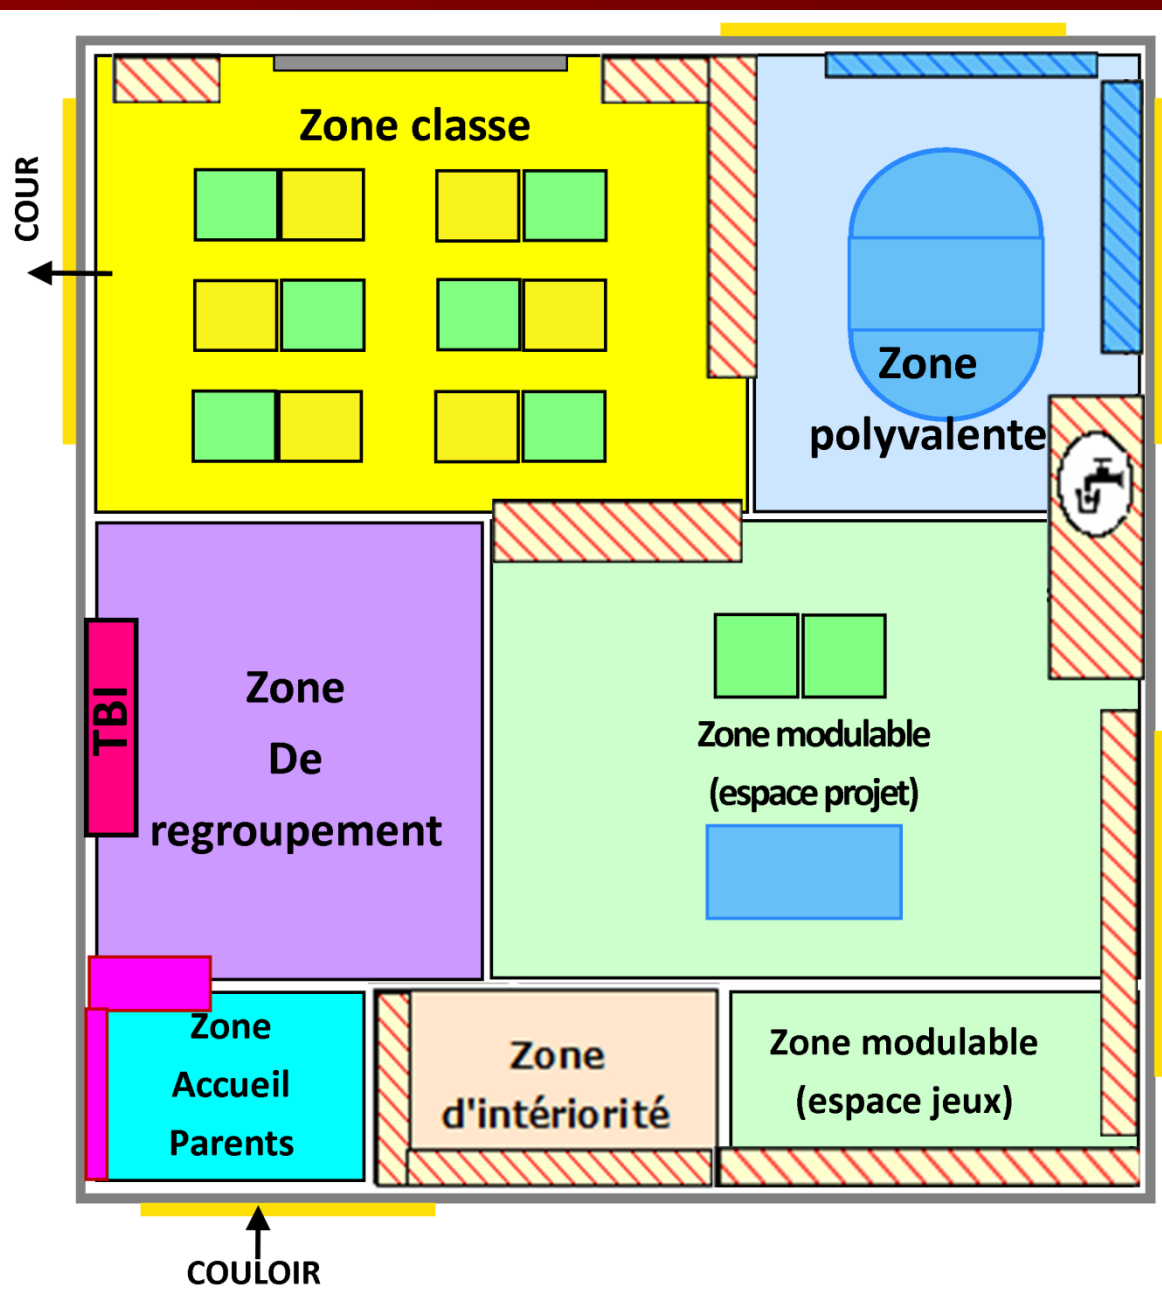 Zone classe
COUR
Zone
polyvalente
Zone
De
regroupement
TBI
Zone modulable
(espace projet)
Zone
Accueil
Parents
Zone
d'intériorité
Zone modulable
(espace jeux)
COULOIR